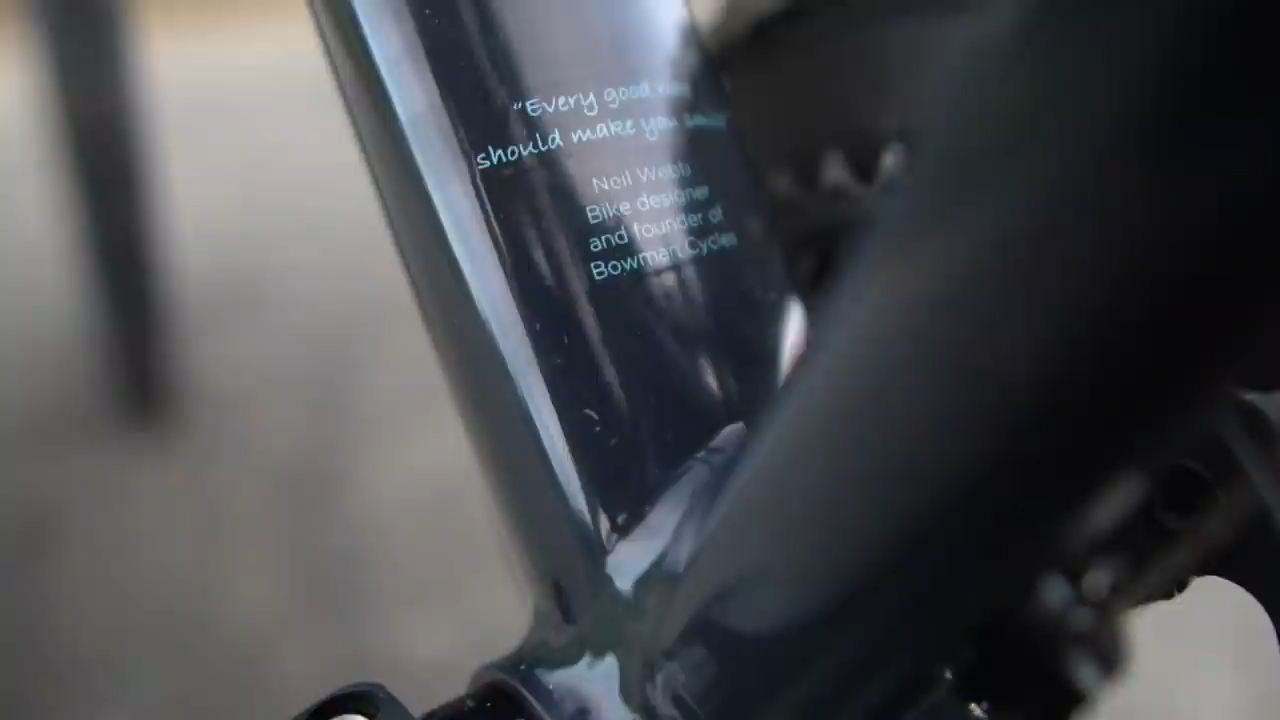 "Every good
should make you
Neil Webb
Bike designer
and founder of
Bowman Cycles